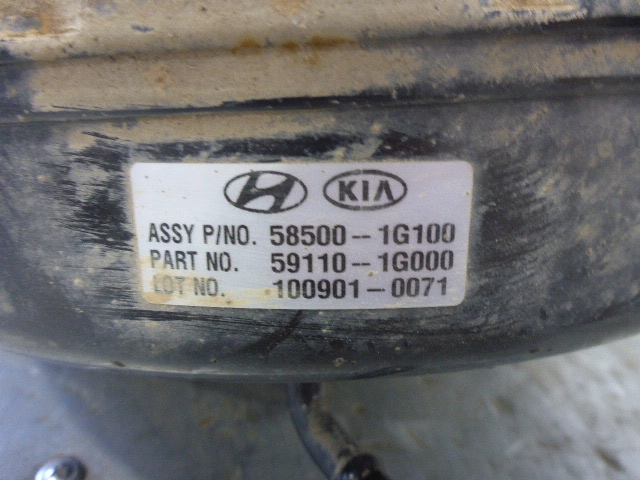 KIA
ASSY P/NO. 58500--1G100
PART NO. 59110--1G000
LOT NO. 100901-0071